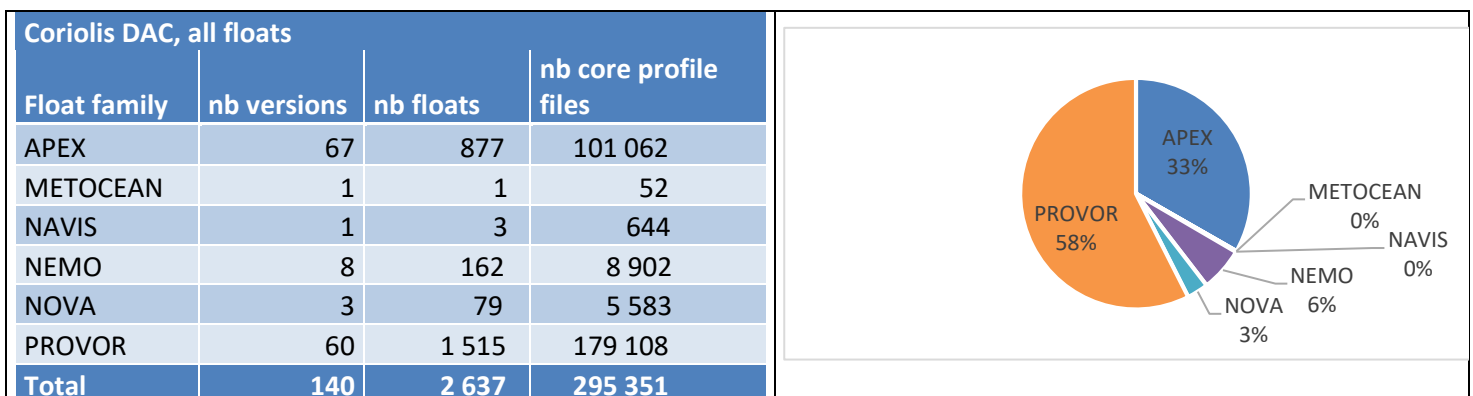 Coriolis DAC, all floats
Float family nb versions nb floats nb core profile files
APEX 67 877 101 062
METOCEAN 1 1 52
NAVIS 1 3 644
NEMO 8 162 8 902
NOVA 3 79 5 583
PROVOR 60 1 515 179 108
Total 140 2 637 295 351
APEX
33%
METOCEAN
0%
NAVIS
0%
NEMO
6%
NOVA
3%
PROVOR
58%